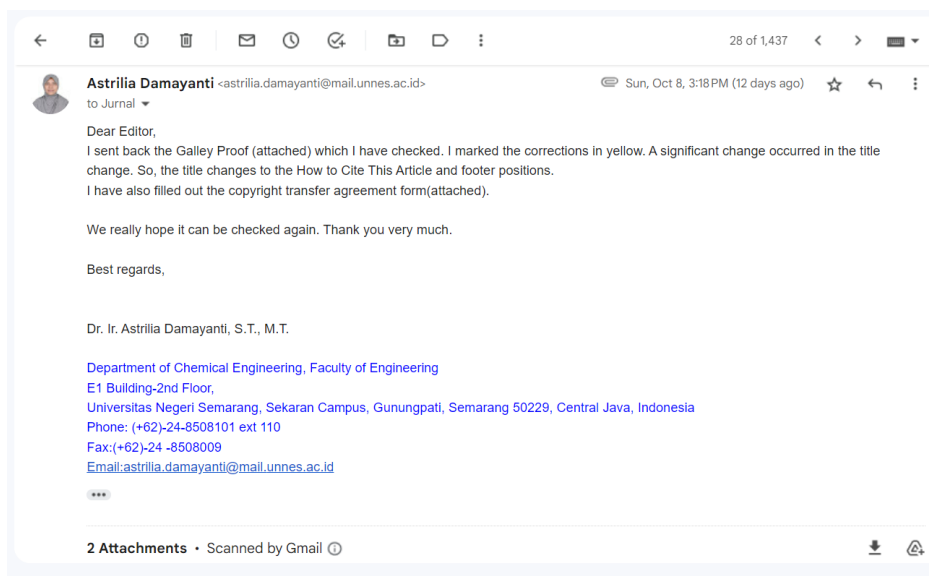 28 of 1,437
Astrilia Damayanti <astrilia.damayanti@mail.unnes.ac.id>
Sun, Oct 8, 3:18 PM (12 days ago)
to Jurnal
Dear Editor,
I sent back the Galley Proof (attached) which I have checked. I marked the corrections in yellow. A significant change occurred in the title
change. So, the title changes to the How to Cite This Article and footer positions.
I have also filled out the copyright transfer agreement form(attached).
We really hope it can be checked again. Thank you very much.
Best regards,
Dr. Ir. Astrilia Damayanti, S.T., M.T.
Department of Chemical Engineering, Faculty of Engineering
E1 Building-2nd Floor,
Universitas Negeri Semarang, Sekaran Campus, Gunungpati, Semarang 50229, Central Java, Indonesia
Phone: (+62)-24-8508101 ext 110
Fax:(+62)-24 -8508009
Email:astrilia.damayanti@mail.unnes.ac.id
2 Attachments • Scanned by Gmail